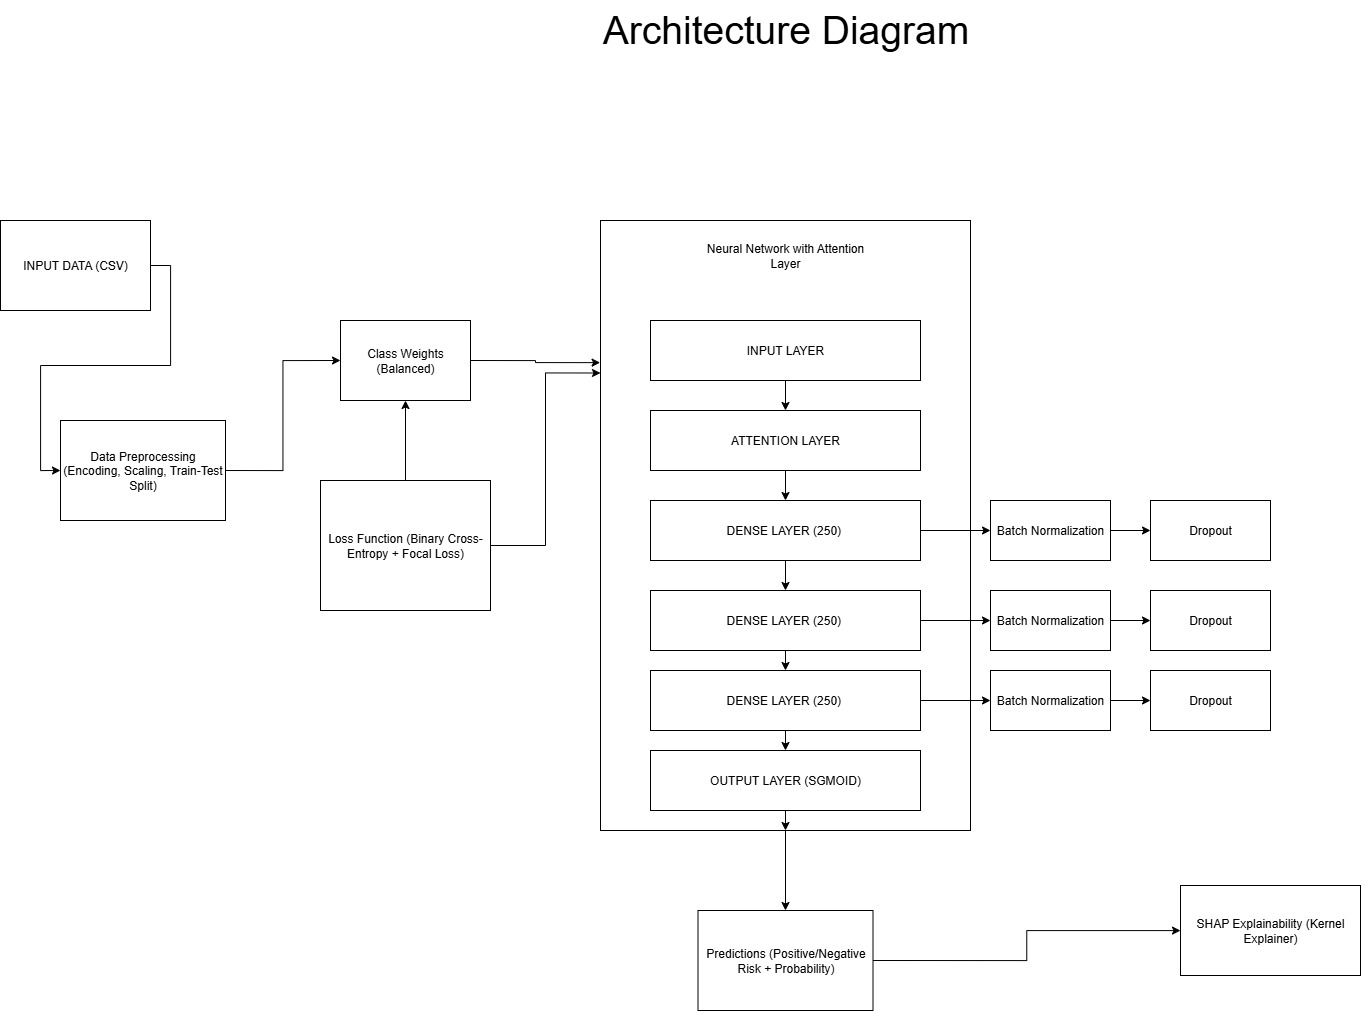 Architecture Diagram
INPUT DATA (CSV)
Data Preprocessing
(Encoding, Scaling, Train-Test
Split)
Class Weights
(Balanced)
Loss Function (Binary Cross-
Entropy + Focal Loss)
Neural Network with Attention
Layer
INPUT LAYER
ATTENTION LAYER
DENSE LAYER (250)
Batch Normalization
Dropout
DENSE LAYER (250)
Batch Normalization
Dropout
DENSE LAYER (250)
Batch Normalization
Dropout
OUTPUT LAYER (SGMOID)
Predictions (Positive/Negative
Risk + Probability)
SHAP Explainability (Kernel
Explainer)